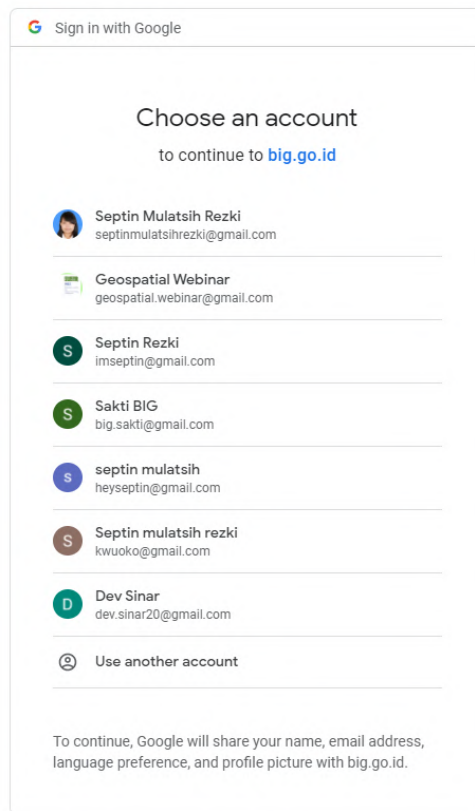 Sign in with Google
Choose an account
to continue to big.go.id
Septin Mulatsih Rezki
septinmulatsihrezki@gmail.com
Geospatial Webinar
geospatial.webinar@gmail.com
S
Septin Rezki
imseptin@gmail.com
S
Sakti BIG
big.sakti@gmail.com
s
septin mulatsih
heyseptin@gmail.com
S
Septin mulatsih rezki
kwuoko@gmail.com
D
Dev Sinar
dev.sinar20@gmail.com
Use another account
To continue, Google will share your name, email address,
language preference, and profile picture with big.go.id.